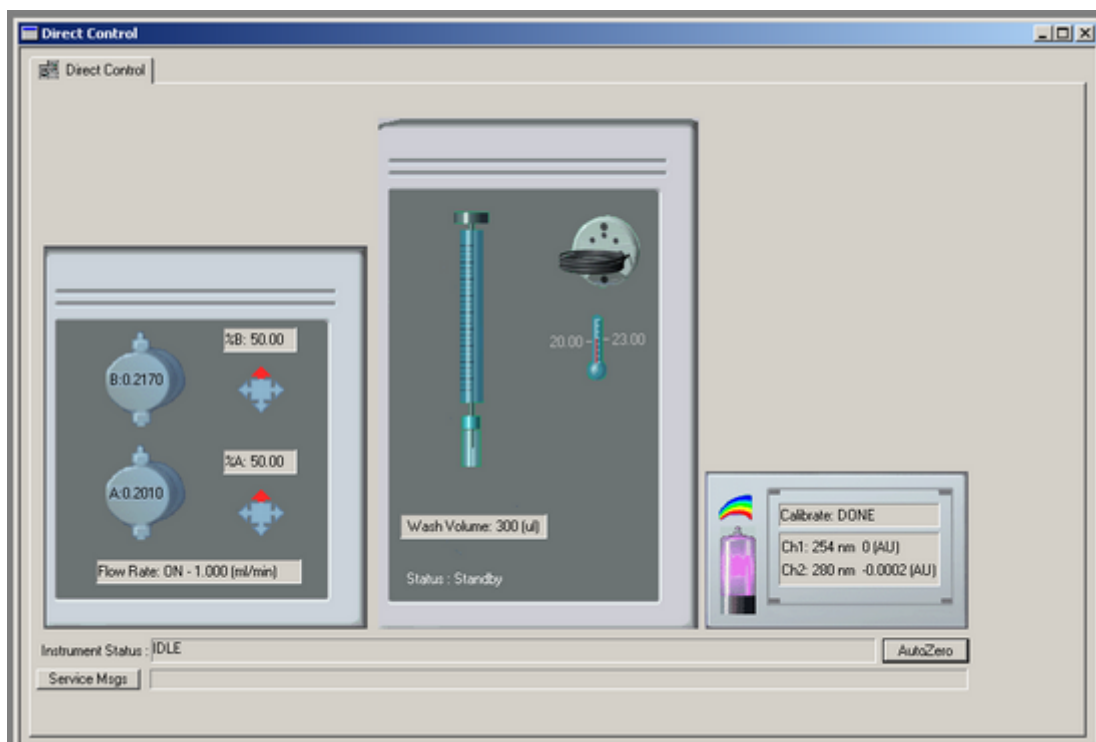 Direct Control
Direct Control
%B: 50.00
B:0.2170
%A: 50.00
A:0.2010
Flow Rate: ON - 1.000 (ml/min)
20.00 23.00
Wash Volume: 300 (ul)
Status : Standby
Calibrate: DONE
Ch1: 254 nm 0 (AU)
Ch2: 280 nm -0.0002 (AU)
Instrument Status : IDLE
AutoZero
Service Msgs